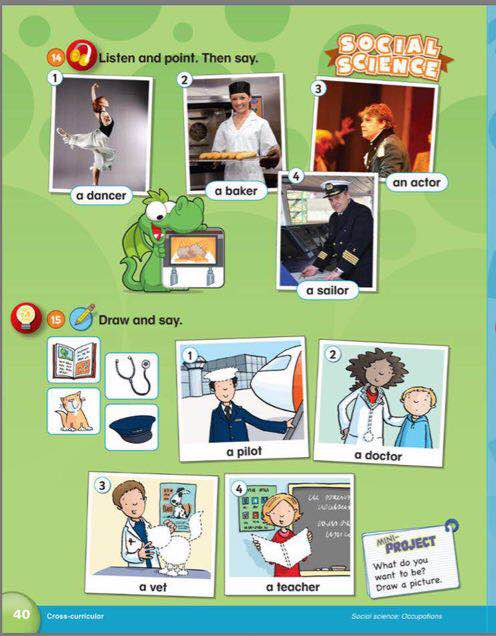 14 Listen and point. Then say.
SOCIAL
SCIENCE
1
a dancer
2
a baker
3
an actor
4
a sailor
15 Draw and say.
1
a pilot
2
a doctor
3
a vet
4
a teacher
MINI-
PROJECT
What do you
want to be?
Draw a picture.
40 Cross-curricular
Social science: Occupations